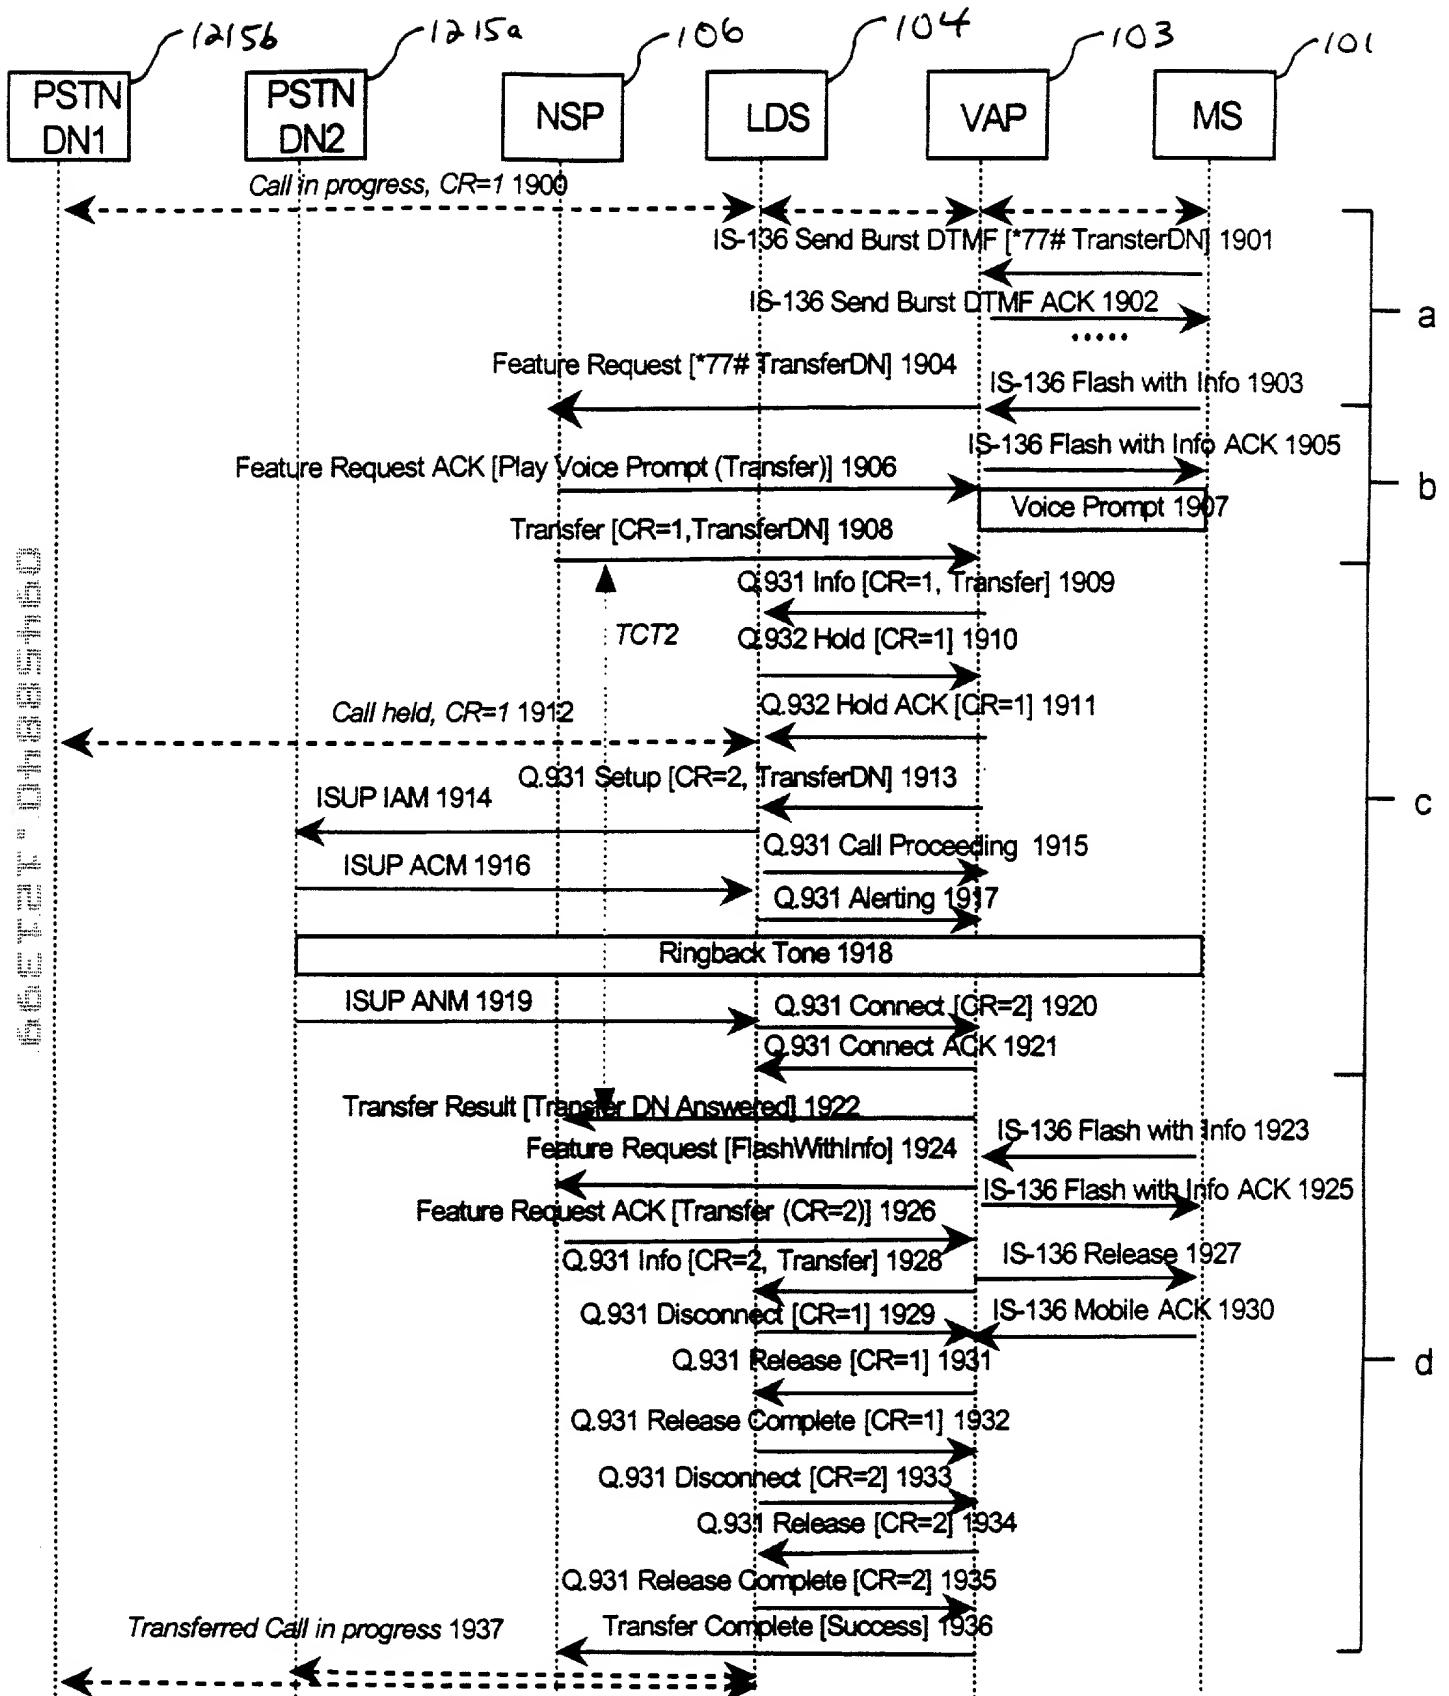 1215b
1215a
106
104
103
101
PSTN
DN1
PSTN
DN2
NSP
LDS
VAP
MS
Call in progress, CR=1 1900
IS-136 Send Burst DTMF [*77# TransterDN] 1901
IS-136 Send Burst DTMF ACK 1902
a
.....
Feature Request [*77# TransferDN] 1904
IS-136 Flash with Info 1903
IS-136 Flash with Info ACK 1905
Feature Request ACK [Play Voice Prompt (Transfer)] 1906
b
Voice Prompt 1907
Transfer [CR=1,TransferDN] 1908
Q.931 Info [CR=1, Transfer] 1909
TCT2
Q.932 Hold [CR=1] 1910
Call held, CR=1 1912
Q.932 Hold ACK [CR=1] 1911
Q.931 Setup [CR=2, TransferDN] 1913
ISUP IAM 1914
c
Q.931 Call Proceeding 1915
ISUP ACM 1916
Q.931 Alerting 1917
Ringback Tone 1918
ISUP ANM 1919
Q.931 Connect [CR=2] 1920
Q.931 Connect ACK 1921
Transfer Result [Transfer DN Answered] 1922
IS-136 Flash with Info 1923
Feature Request [FlashWithInfo] 1924
IS-136 Flash with Info ACK 1925
Feature Request ACK [Transfer (CR=2)] 1926
Q.931 Info [CR=2, Transfer] 1928
IS-136 Release 1927
Q.931 Disconnect [CR=1] 1929
IS-136 Mobile ACK 1930
Q.931 Release [CR=1] 1931
d
Q.931 Release Complete [CR=1] 1932
Q.931 Disconnect [CR=2] 1933
Q.931 Release [CR=2] 1934
Q.931 Release Complete [CR=2] 1935
Transferred Call in progress 1937
Transfer Complete [Success] 1936